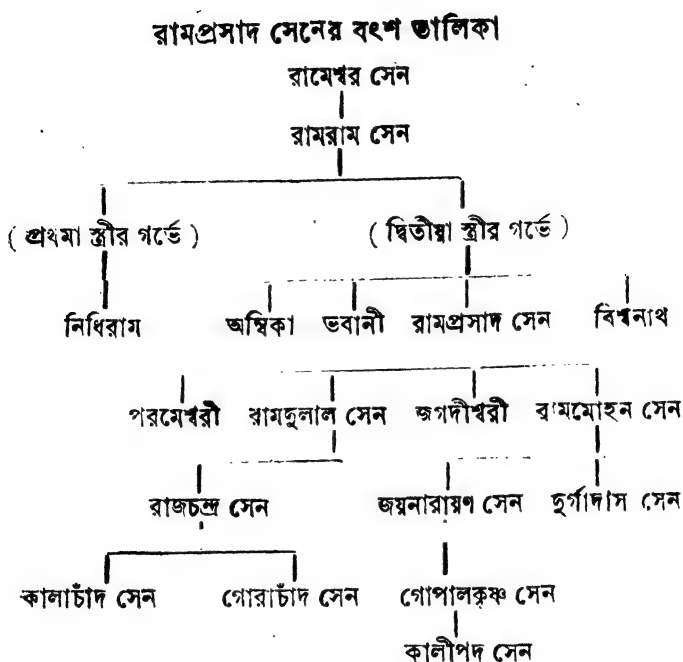 রামপ্রসাদ সেনের বংশ তালিকা
রামেশ্বর সেন
রামরাম সেন
( প্রথমা স্ত্রীর গর্ভে ) ( দ্বিতীয়া স্ত্রীর গর্ভে )
নিধিরাম অম্বিকা ভবানী রামপ্রসাদ সেন বিশ্বনাথ
পরমেশ্বরী রামদুলাল সেন জগদীশ্বরী রামমোহন সেন
রাজচন্দ্র সেন জয়নারায়ণ সেন দুর্গাদাস সেন
কালাচাঁদ সেন গোরাচাঁদ সেন গোপালকৃষ্ণ সেন
কালীপদ সেন